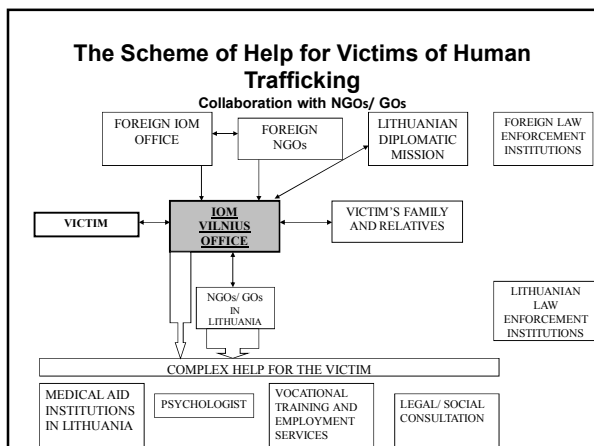 The Scheme of Help for Victims of Human
Trafficking
Collaboration with NGOs/ GOs
FOREIGN IOM
OFFICE
FOREIGN
NGOs
LITHUANIAN
DIPLOMATIC
MISSION
FOREIGN LAW
ENFORCEMENT
INSTITUTIONS
VICTIM
IOM
VILNIUS
OFFICE
VICTIM'S FAMILY
AND RELATIVES
NGOs/ GOs
IN
LITHUANIA
LITHUANIAN
LAW
ENFORCEMENT
INSTITUTIONS
COMPLEX HELP FOR THE VICTIM
MEDICAL AID
INSTITUTIONS
IN LITHUANIA
PSYCHOLOGIST
VOCATIONAL
TRAINING AND
EMPLOYMENT
SERVICES
LEGAL/ SOCIAL
CONSULTATION